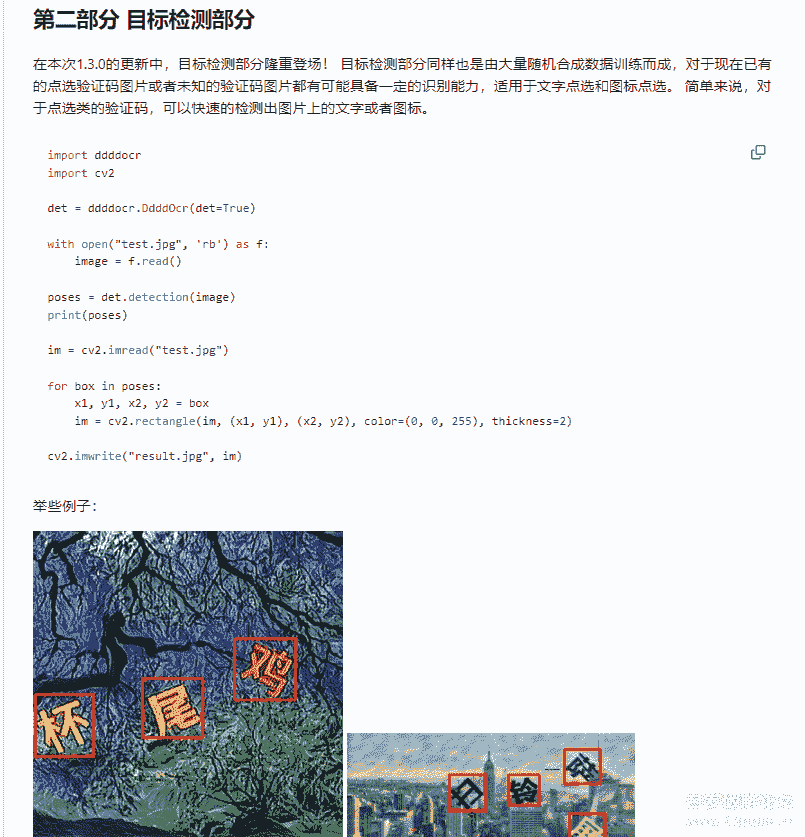 第二部分 目标检测部分
在本次1.3.0的更新中，目标检测部分隆重登场！ 目标检测部分同样也是由大量随机合成数据训练而成，对于现在已有
的点选验证码图片或者未知的验证码图片都有可能具备一定的识别能力，适用于文字点选和图标点选。 简单来说，对
于点选类的验证码，可以快速的检测出图片上的文字或者图标。
import ddddocr
import cv2
det = ddddocr.DdddOcr(det=True)
with open("test.jpg", 'rb') as f:
    image = f.read()
poses = det.detection(image)
print(poses)
im = cv2.imread("test.jpg")
for box in poses:
    x1, y1, x2, y2 = box
    im = cv2.rectangle(im, (x1, y1), (x2, y2), color=(0, 0, 255), thickness=2)
cv2.imwrite("result.jpg", im)
举些例子：
鸡
尾
杯
铃